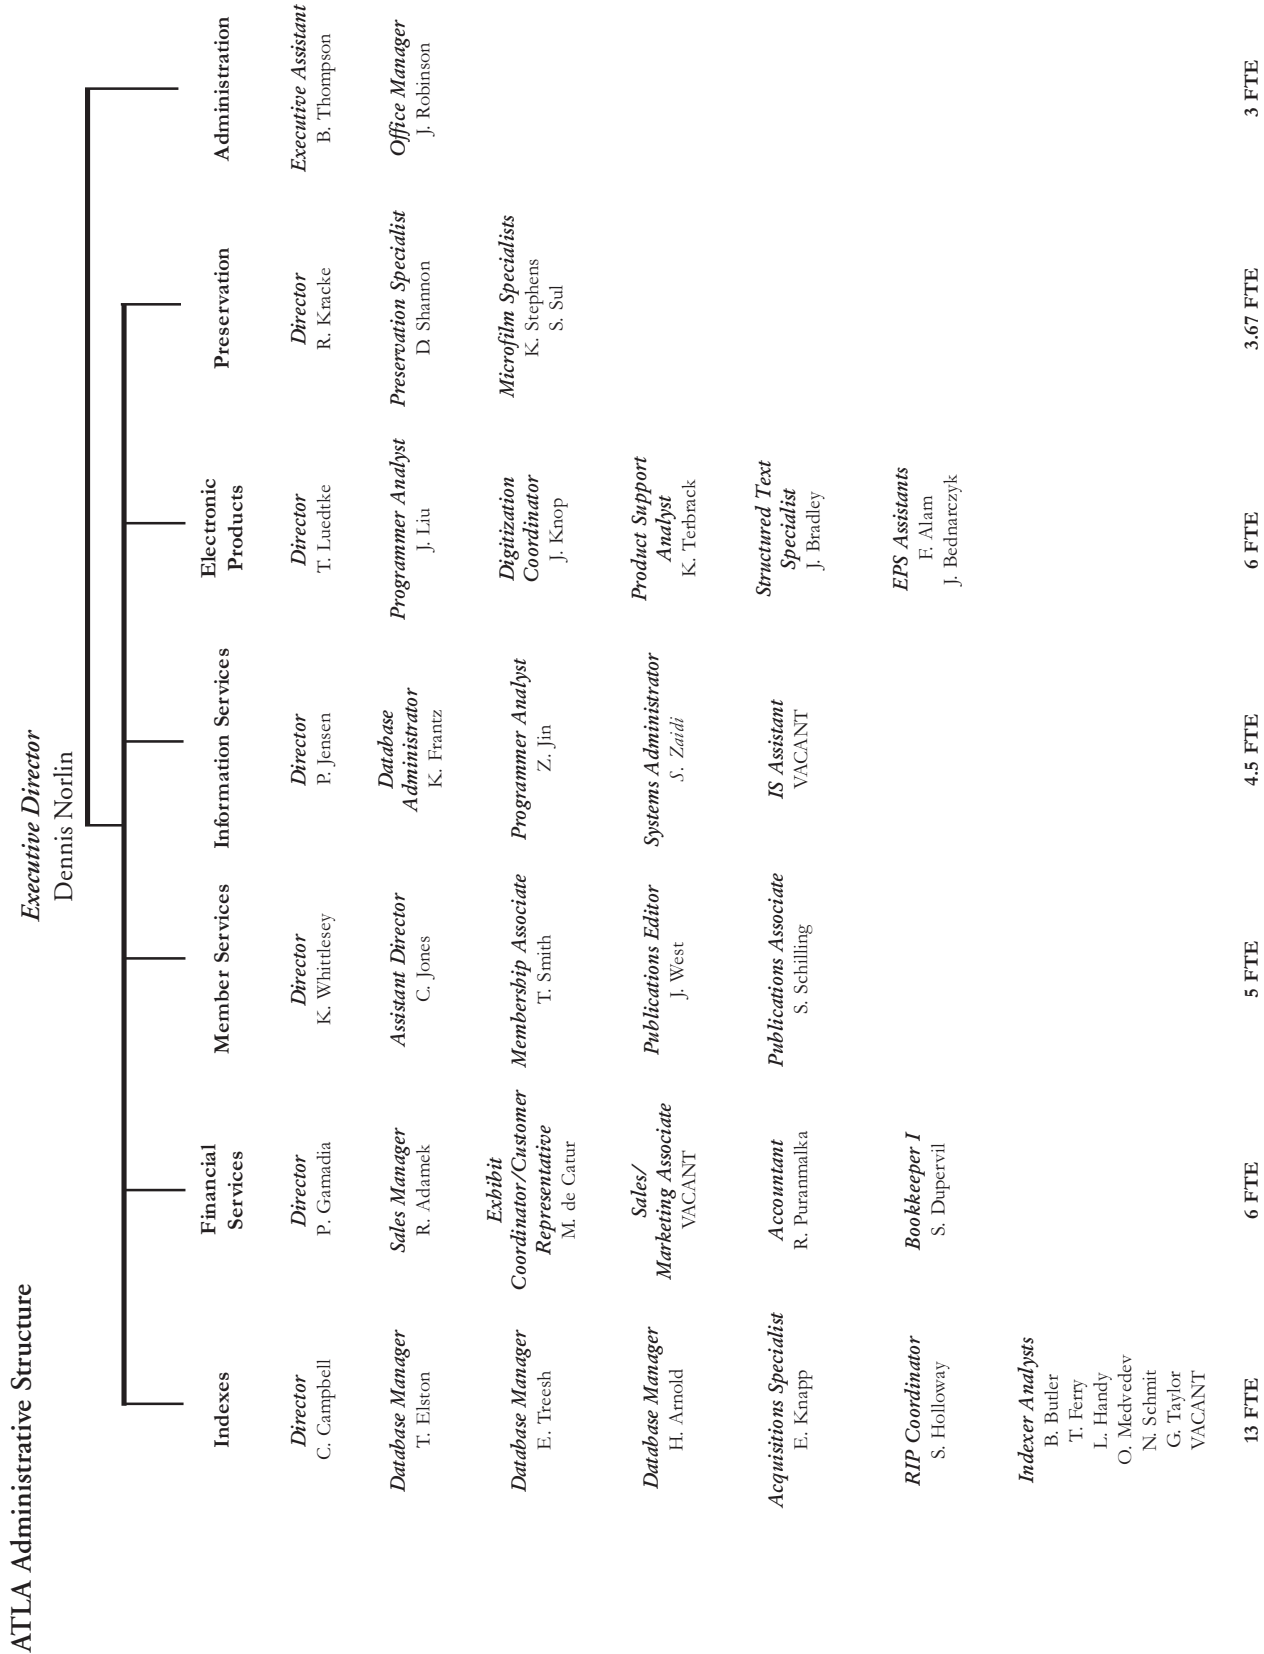 ATLA Administrative Structure
Executive Director
Dennis Norlin
Indexes
Director
C. Campbell
Database Manager
T. Elston
Database Manager
E. Treesh
Database Manager
H. Arnold
Acquisitions Specialist
E. Knapp
RIP Coordinator
S. Holloway
Indexer Analysts
B. Butler
T. Ferry
L. Handy
O. Medvedev
N. Schmit
G. Taylor
VACANT
13 FTE
Financial
Services
Director
P. Gamadia
Sales Manager
R. Adamek
Exhibit
Coordinator/Customer
Representative
M. de Catur
Sales/
Marketing Associate
VACANT
Accountant
R. Puranmalka
Bookkeeper I
S. Dupervil
6 FTE
Member Services
Director
K. Whittlesey
Assistant Director
C. Jones
Membership Associate
T. Smith
Publications Editor
J. West
Publications Associate
S. Schilling
5 FTE
Information Services
Director
P. Jensen
Database
Administrator
K. Frantz
Programmer Analyst
Z. Jin
Systems Administrator
S. Zaidi
IS Assistant
VACANT
4.5 FTE
Electronic
Products
Director
T. Luedtke
Programmer Analyst
J. Liu
Digitization
Coordinator
J. Knop
Product Support
Analyst
K. Terbrack
Structured Text
Specialist
J. Bradley
EPS Assistants
F. Alam
J. Bednarczyk
6 FTE
Preservation
Director
R. Kracke
Preservation Specialist
D. Shannon
Microfilm Specialists
K. Stephens
S. Sul
3.67 FTE
Administration
Executive Assistant
B. Thompson
Office Manager
J. Robinson
3 FTE